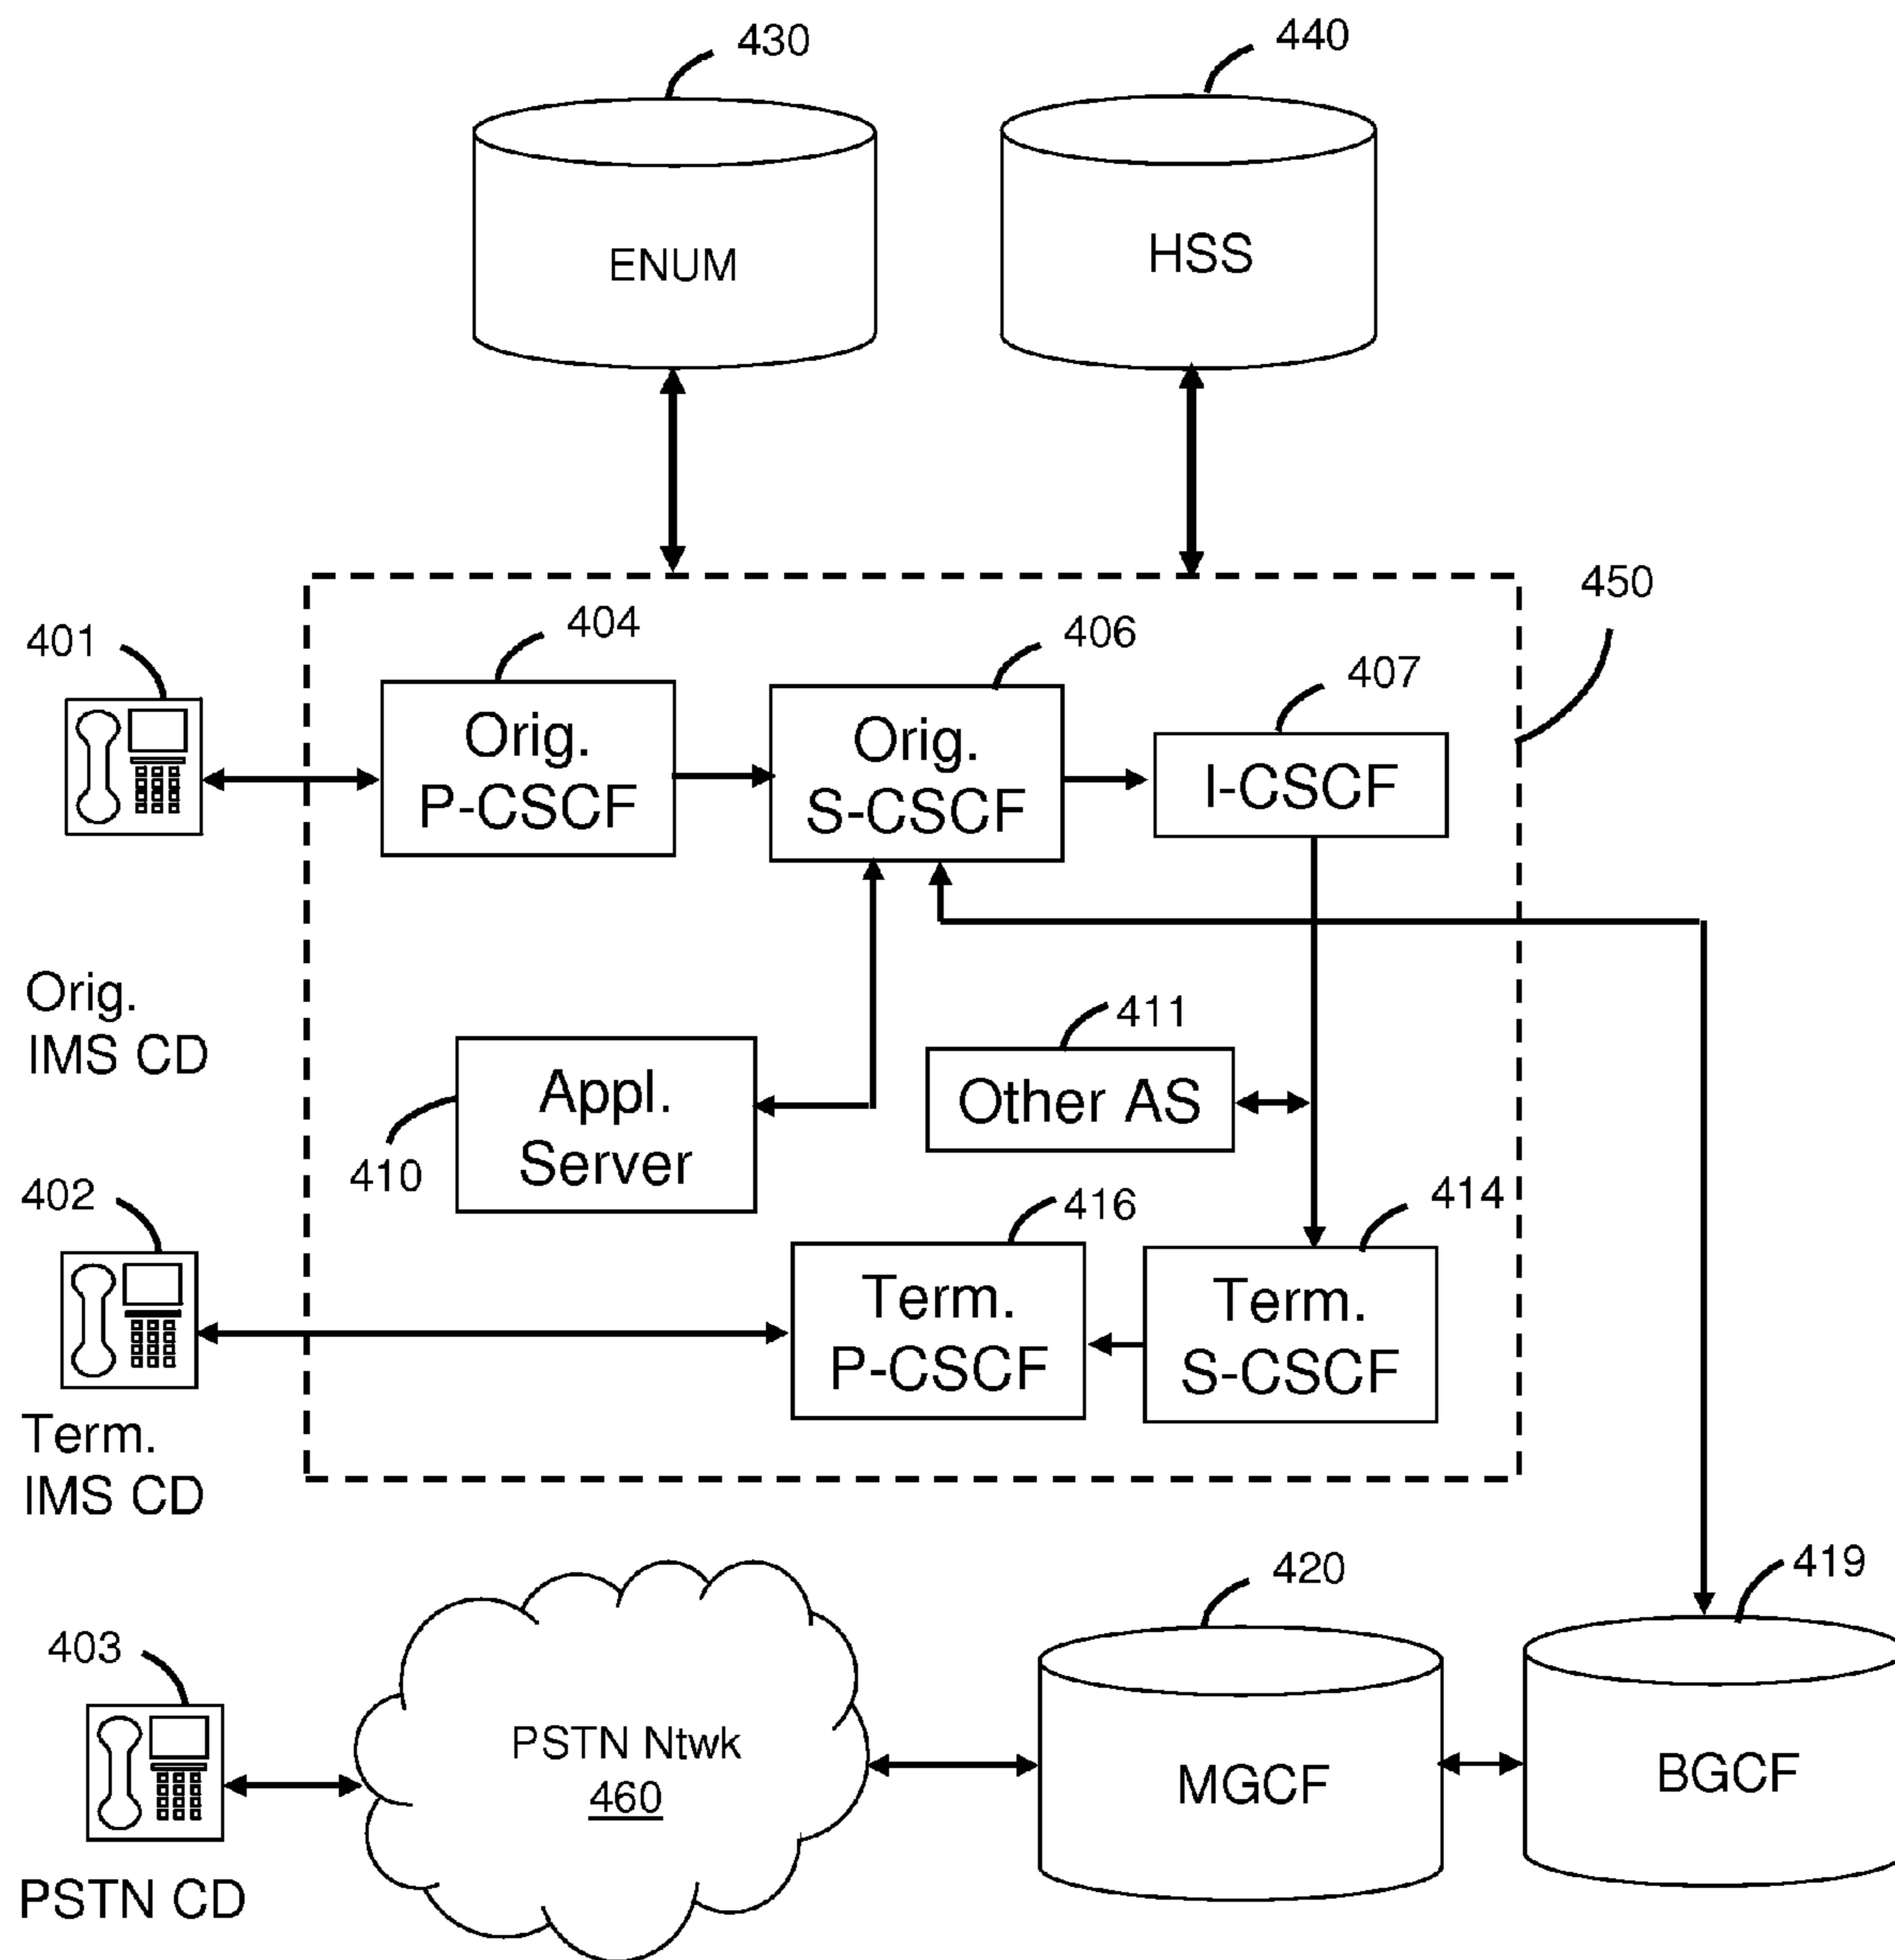 430
440
ENUM
HSS
450
401
404
406
407
Orig.
P-CSCF
Orig.
S-CSCF
I-CSCF
Orig.
IMS CD
411
Appl.
Server
Other AS
410
402
416
414
Term.
P-CSCF
Term.
S-CSCF
Term.
IMS CD
420
419
403
PSTN Ntwk
460
MGCF
BGCF
PSTN CD